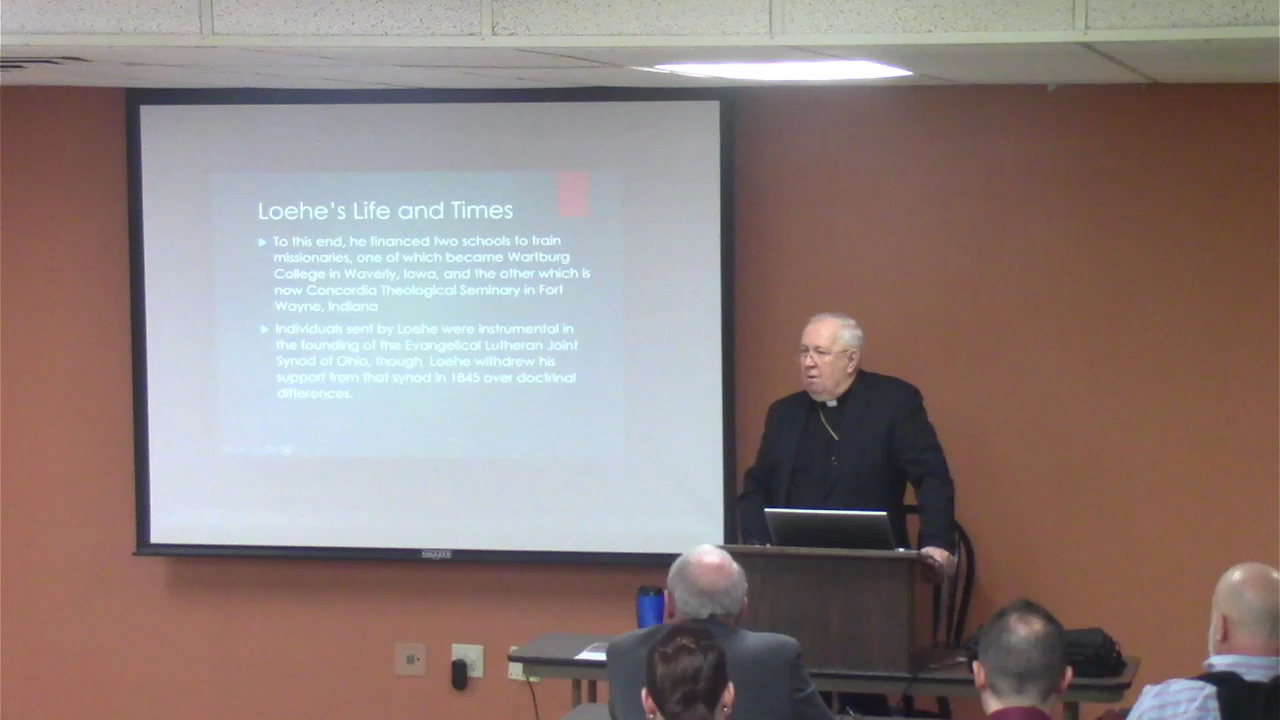 Loehe's Life and Times
To this end, he financed two schools to train
missionaries, one of which became Wartburg
College in Waverly, Iowa, and the other which is
now Concordia Theological Seminary in Fort
Wayne, Indiana
Individuals sent by Loehe were instrumental in
the founding of the Evangelical Lutheran Joint
Synod of Ohio, though Loehe withdrew his
support from that synod in 1845 over doctrinal
differences.